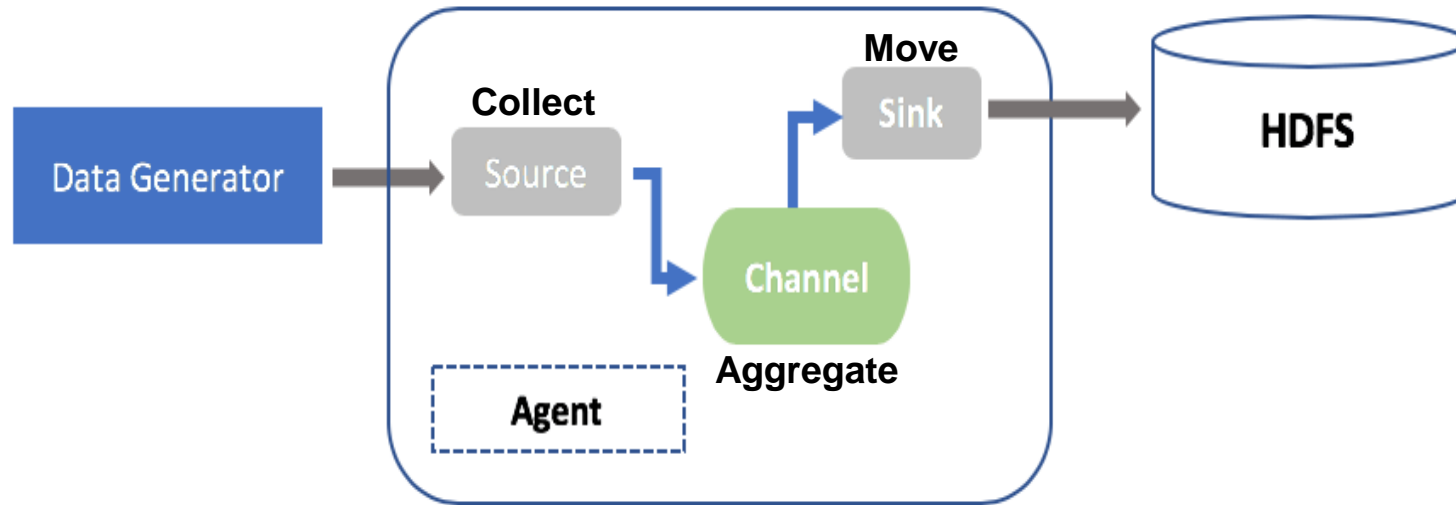 Data Generator
Collect
Source
Channel
Aggregate
Move
Sink
Agent
HDFS